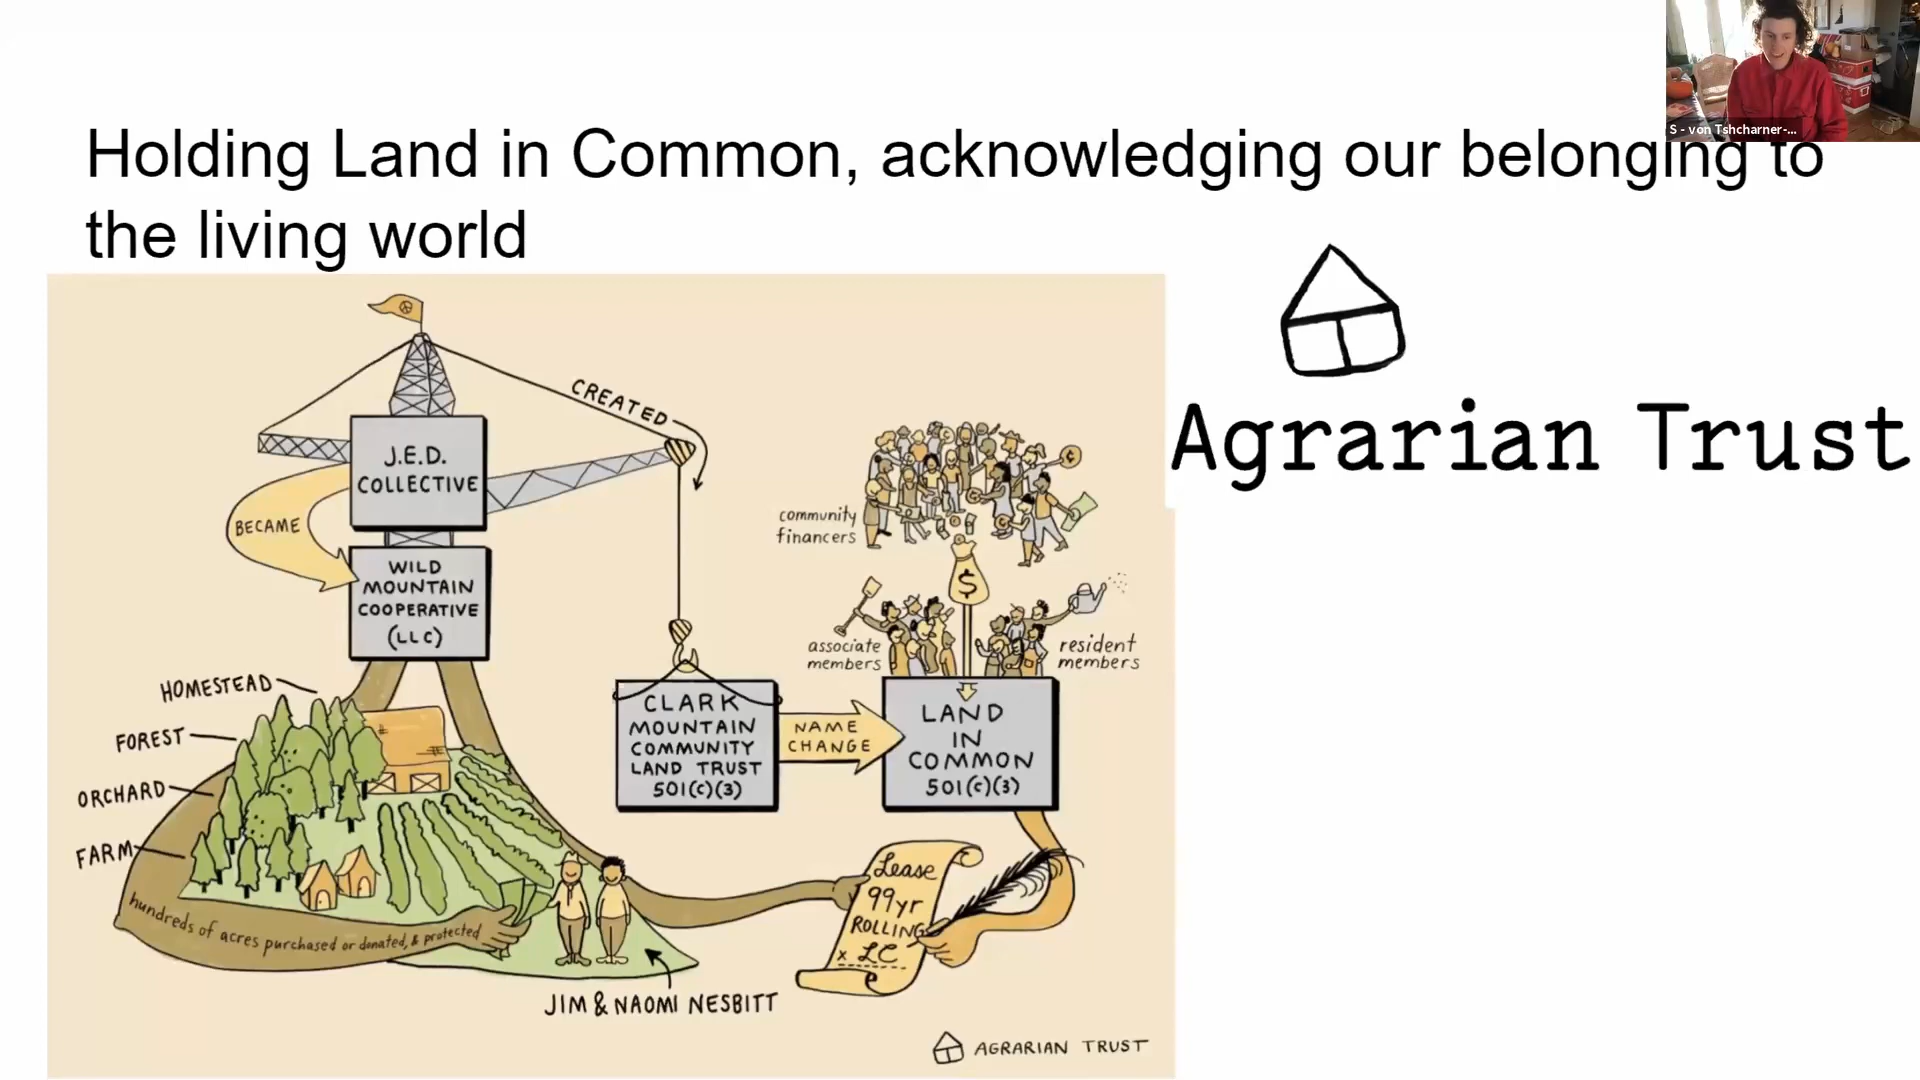 S - von Tshcharner-...
Holding Land in Common, acknowledging our belonging to
the living world
Agrarian Trust
CREATED
J.E.D.
COLLECTIVE
BECAME
WILD
MOUNTAIN
COOPERATIVE
(LLC)
community
financers
$
associate
members
resident
members
HOMESTEAD
FOREST
ORCHARD
FARM
CLARK
MOUNTAIN
COMMUNITY
LAND TRUST
501(C)(3)
NAME
CHANGE
LAND
IN
COMMON
501(C)(3)
hundreds of acres purchased or donated, & protected
Lease
99yr
ROLLING
x LC
JIM & NAOMI NESBITT
AGRARIAN TRUST